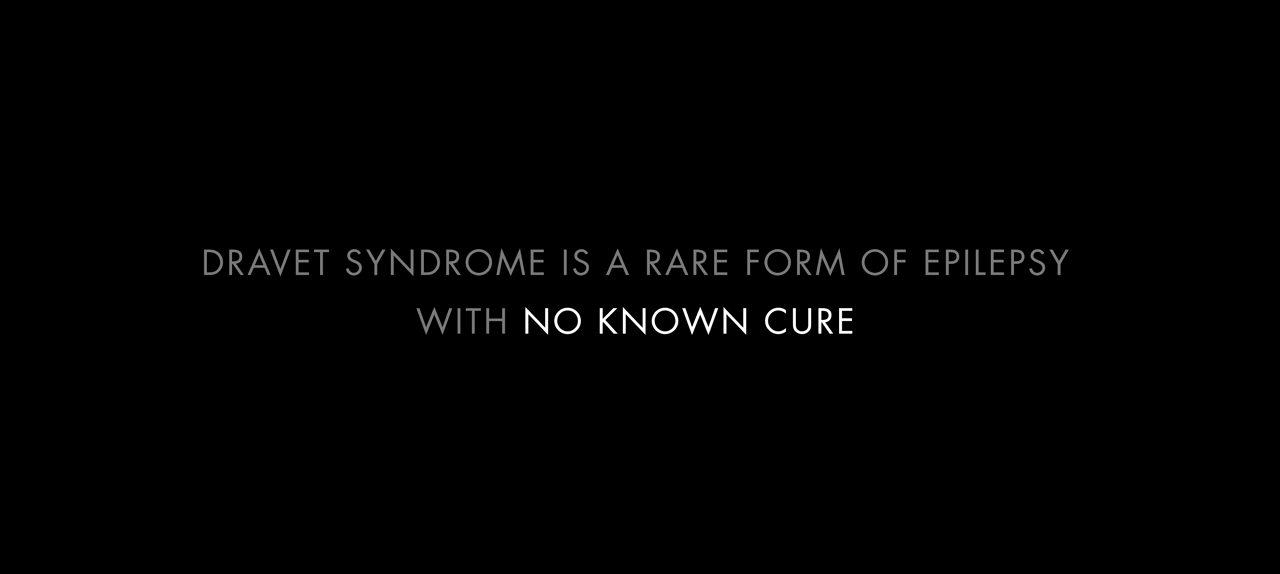 DRAVET SYNDROME IS A RARE FORM OF EPILEPSY
WITH NO KNOWN CURE